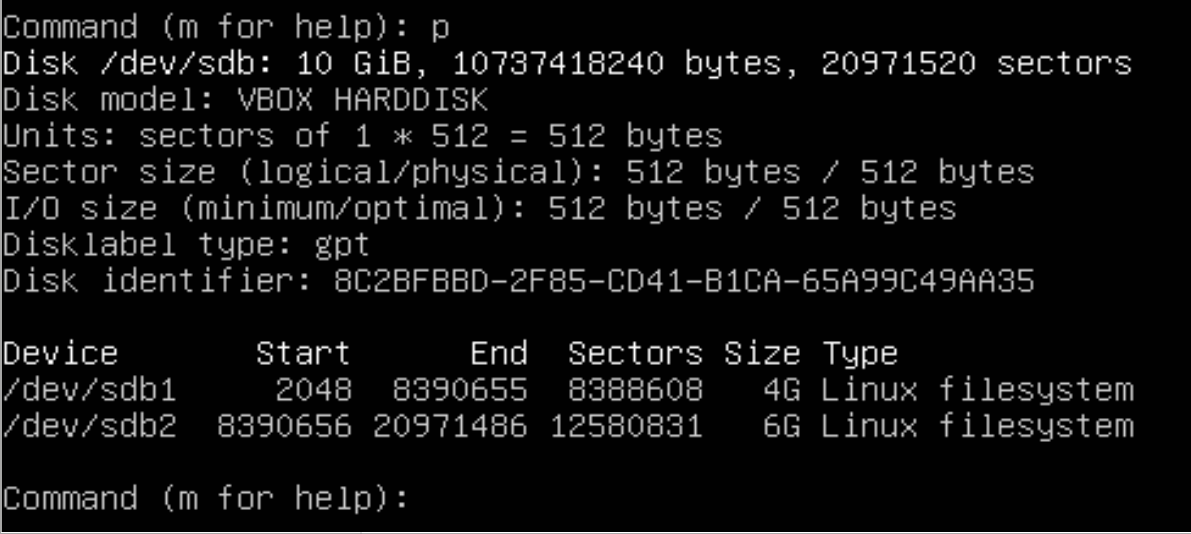 Command (m for help): p
Disk /dev/sdb: 10 GiB, 10737418240 bytes, 20971520 sectors
Disk model: VBOX HARDDISK
Units: sectors of 1 * 512 = 512 bytes
Sector size (logical/physical): 512 bytes / 512 bytes
I/O size (minimum/optimal): 512 bytes / 512 bytes
Disklabel type: gpt
Disk identifier: 8C2BFBBD-2F85-CD41-B1CA-65A99C49AA35
Device Start End Sectors Size Type
/dev/sdb1 2048 8390655 8388608 4G Linux filesystem
/dev/sdb2 8390656 20971486 12580831 6G Linux filesystem
Command (m for help):